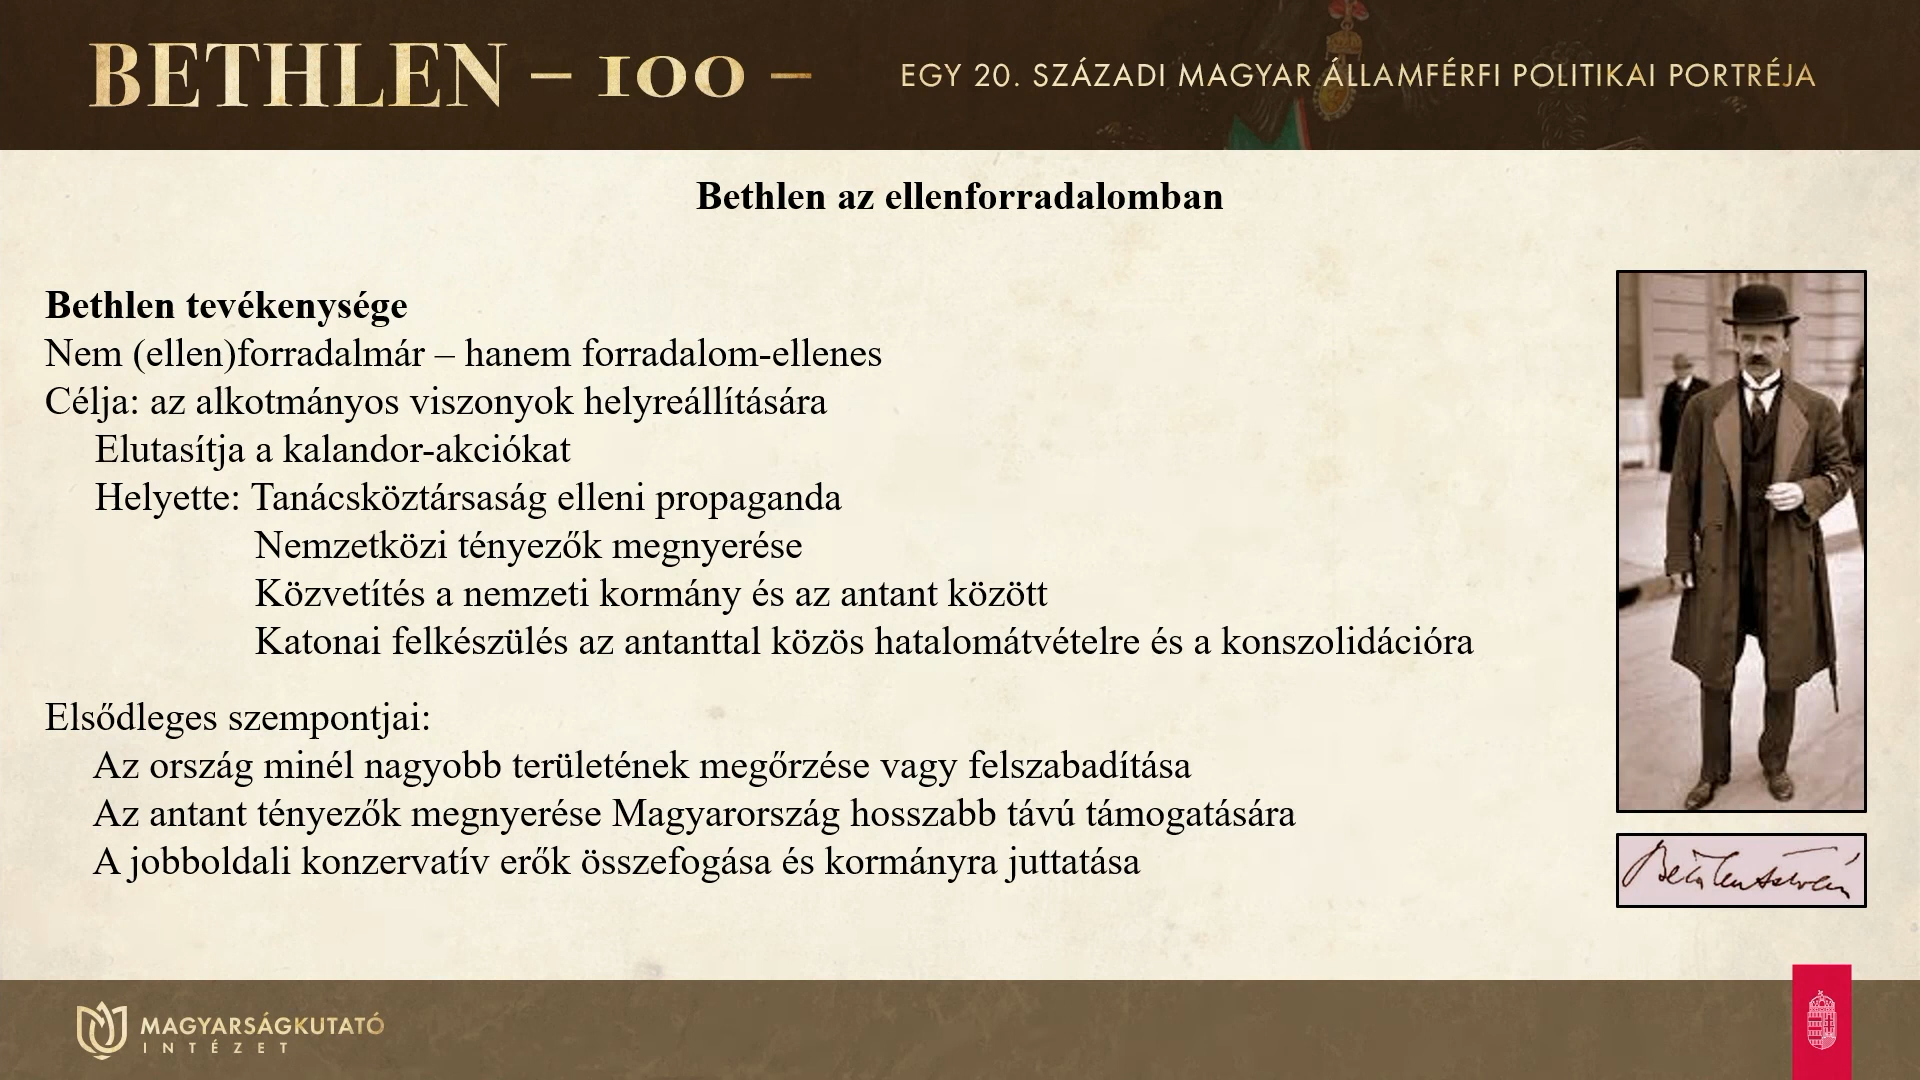 BETHLEN – 100 –
EGY 20. SZÁZADI MAGYAR ÁLLAMFÉRFI POLITIKAI PORTRÉJA
Bethlen az ellenforradalomban
Bethlen tevékenysége
Nem (ellen)forradalmár – hanem forradalom-ellenes
Célja: az alkotmányos viszonyok helyreállítására
Elutasítja a kalandor-akciókat
Helyette: Tanácsköztársaság elleni propaganda
Nemzetközi tényezők megnyerése
Közvetítés a nemzeti kormány és az antant között
Katonai felkészülés az antanttal közös hatalomátvételre és a konszolidációra
Elsődleges szempontjai:
Az ország minél nagyobb területének megőrzése vagy felszabadítása
Az antant tényezők megnyerése Magyarország hosszabb távú támogatására
A jobboldali konzervatív erők összefogása és kormányra juttatása
Bethlen István
MAGYARSÁGKUTATÓ
INTÉZET